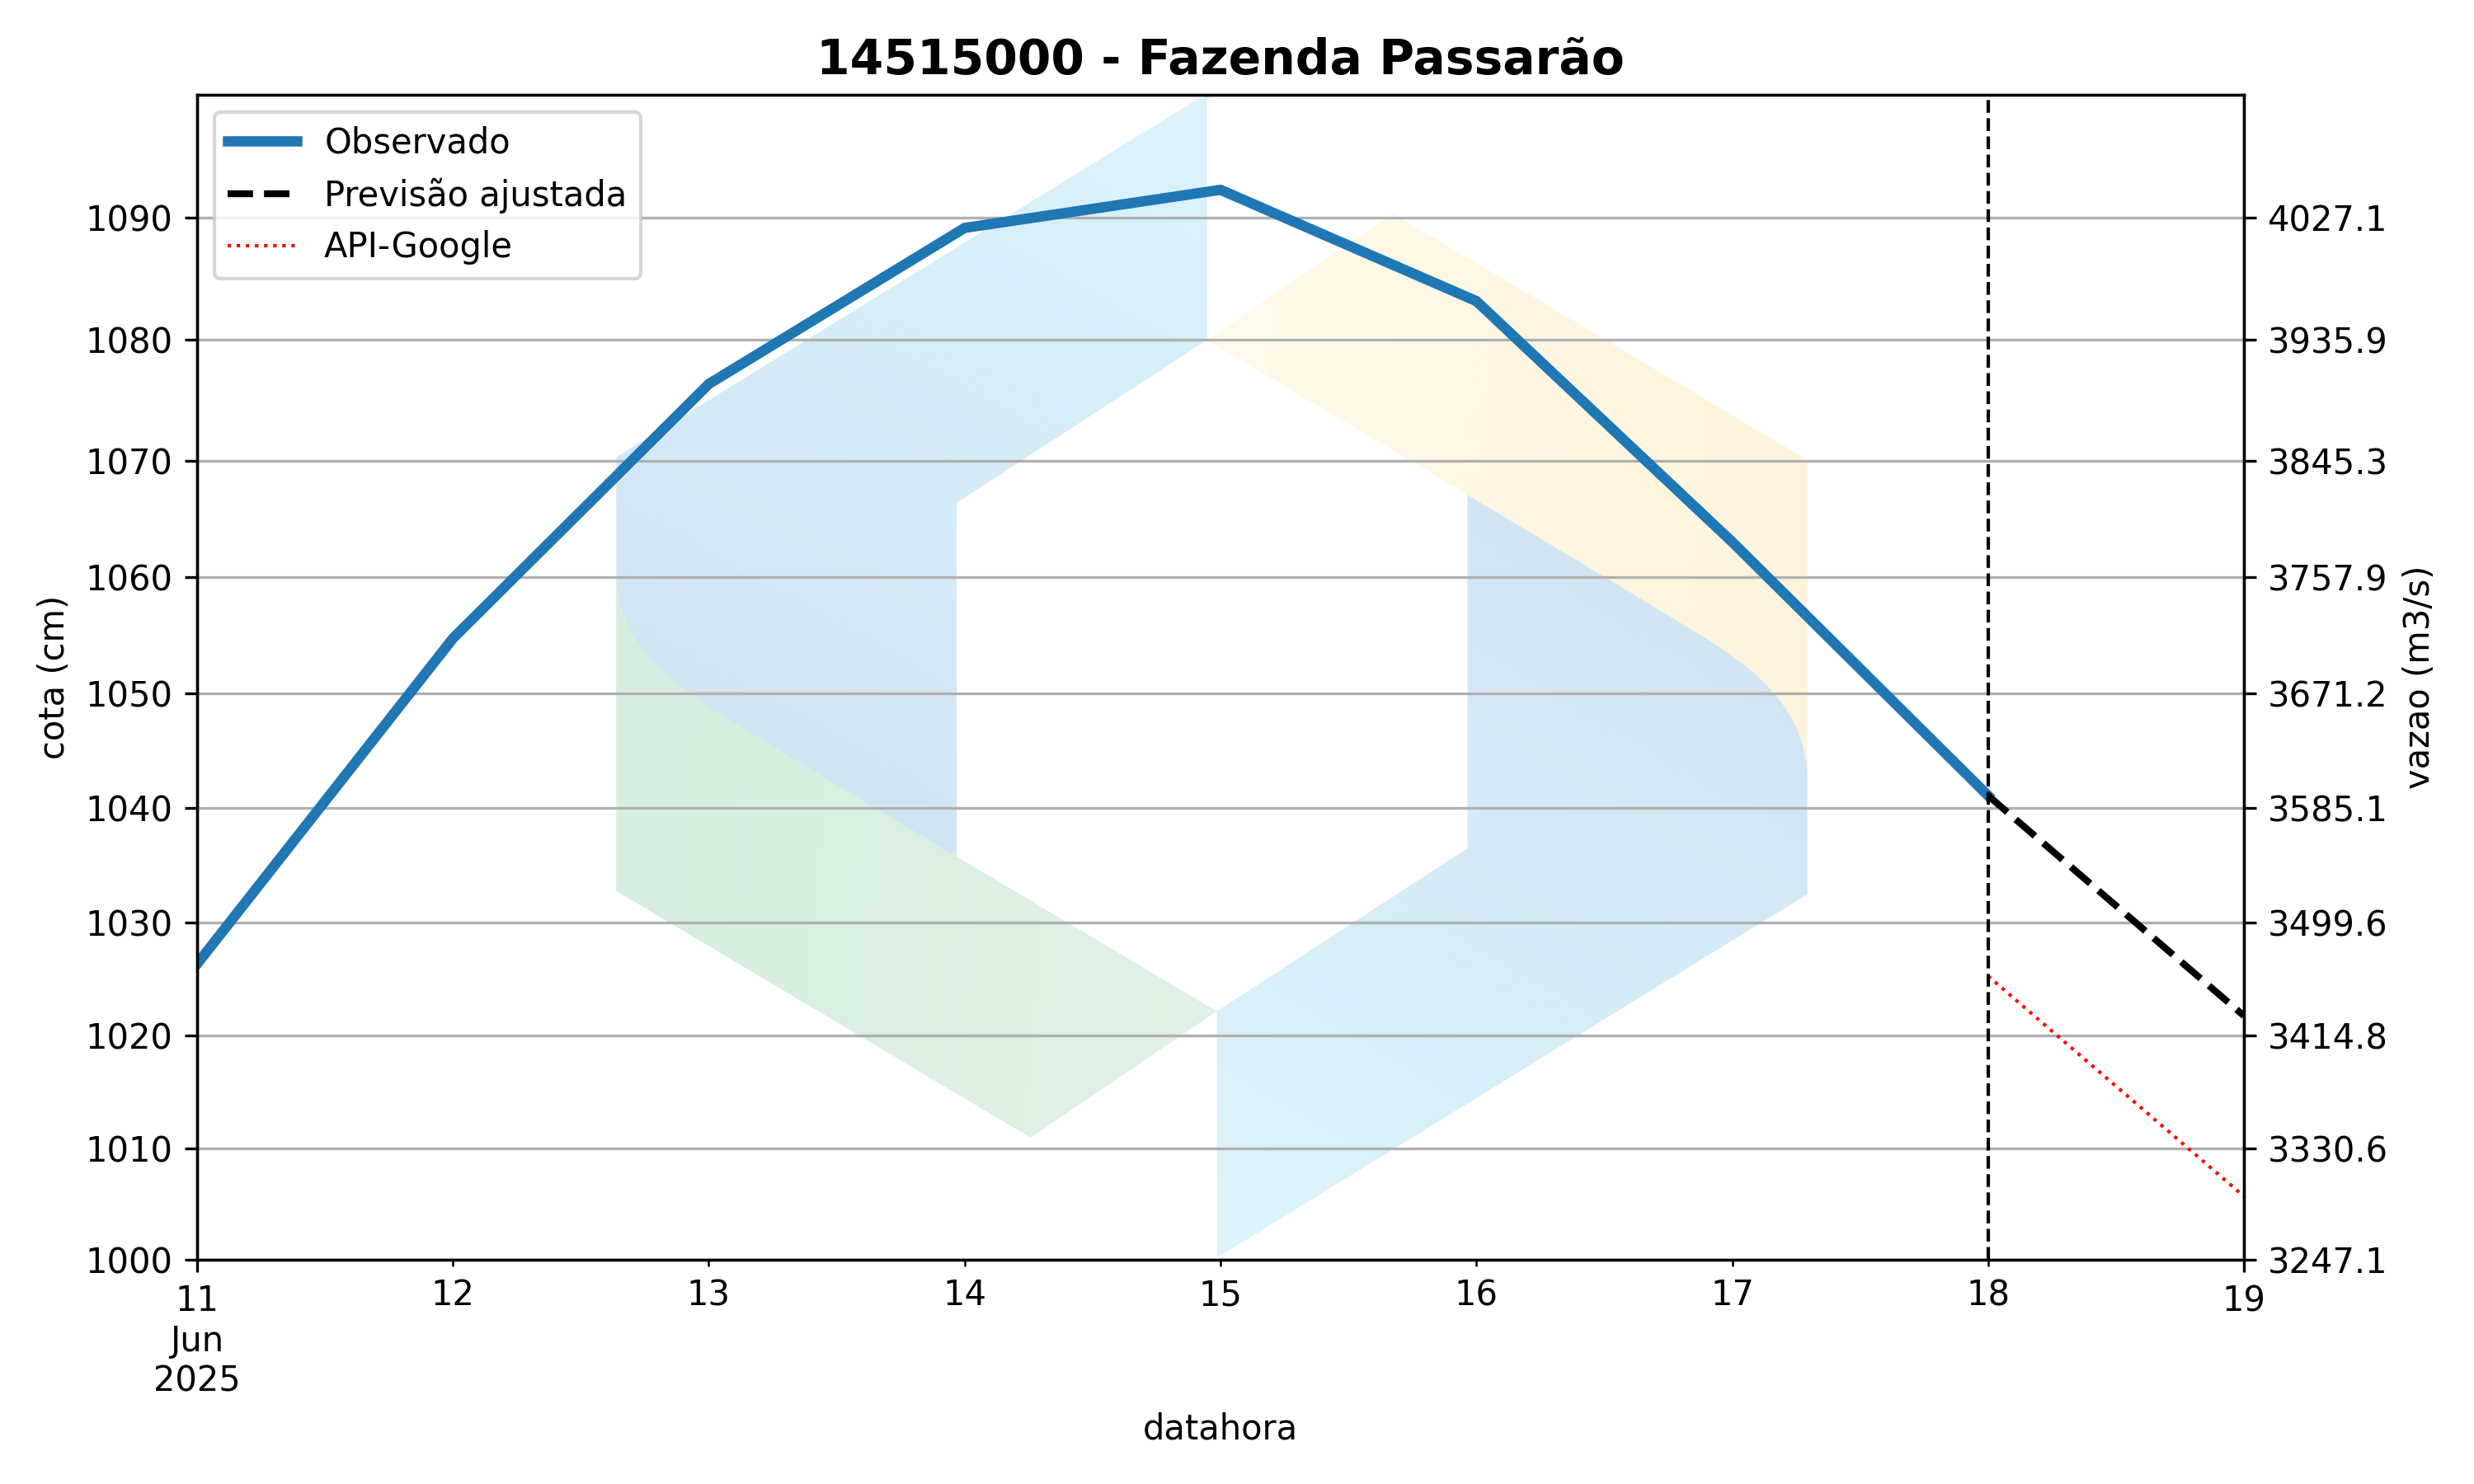 14515000 - Fazenda Passarão
Observado
Previsão ajustada
API-Google
1090
1080
1070
1060
1050
1040
1030
1020
1010
1000
cota (cm)
4027.1
3935.9
3845.3
3757.9
3671.2
3585.1
3499.6
3414.8
3330.6
3247.1
vazao (m3/s)
11 12 13 14 15 16 17 18 19
Jun
2025
datahora